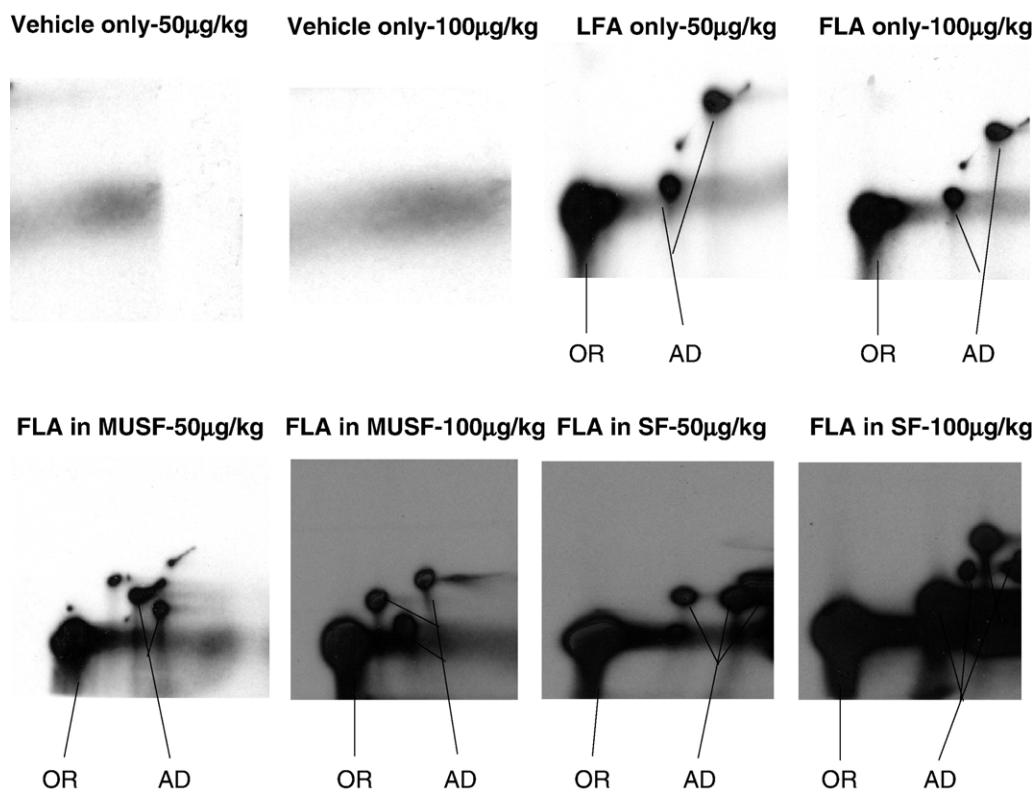 Vehicle only-50µg/kg
Vehicle only-100µg/kg
LFA only-50µg/kg
FLA only-100µg/kg
OR
AD
OR
AD
FLA in MUSF-50µg/kg
FLA in MUSF-100µg/kg
FLA in SF-50µg/kg
FLA in SF-100µg/kg
OR
AD
OR
AD
OR
AD
OR
AD